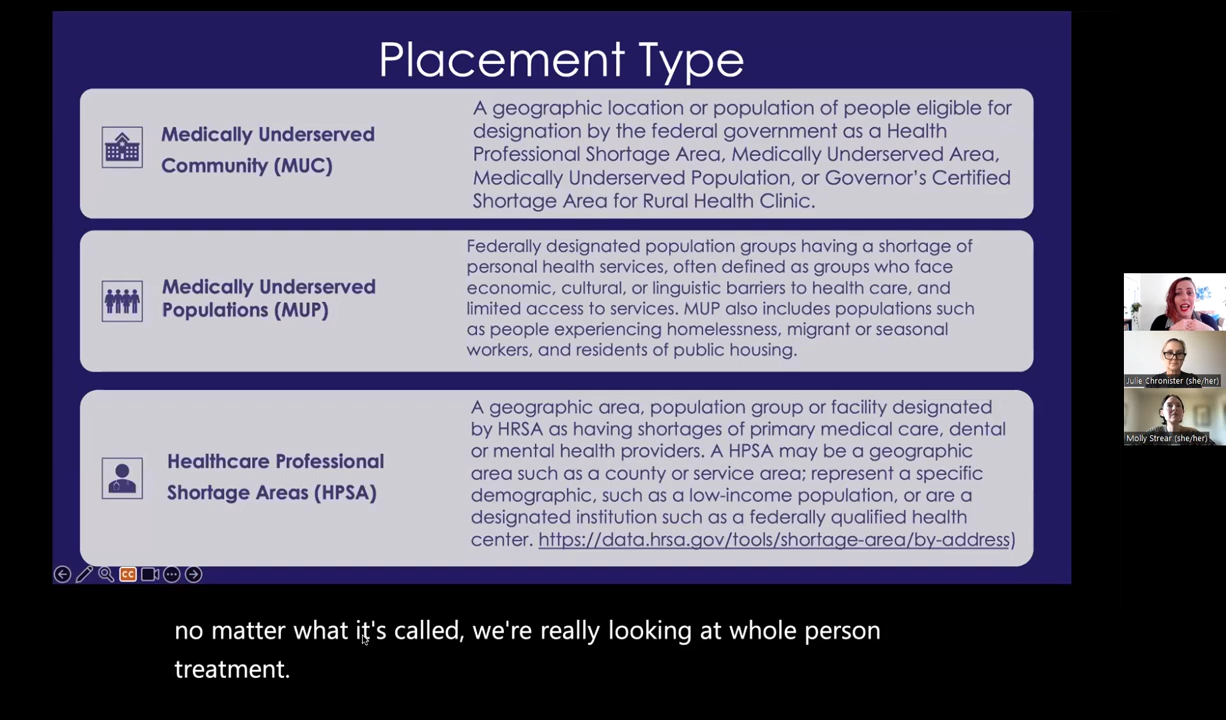 Placement Type
Medically Underserved
Community (MUC)
A geographic location or population of people eligible for
designation by the federal government as a Health
Professional Shortage Area, Medically Underserved Area,
Medically Underserved Population, or Governor's Certified
Shortage Area for Rural Health Clinic.
Medically Underserved
Populations (MUP)
Federally designated population groups having a shortage of
personal health services, often defined as groups who face
economic, cultural, or linguistic barriers to health care, and
limited access to services. MUP also includes populations such
as people experiencing homelessness, migrant or seasonal
workers, and residents of public housing.
Healthcare Professional
Shortage Areas (HPSA)
A geographic area, population group or facility designated
by HRSA as having shortages of primary medical care, dental
or mental health providers. A HPSA may be a geographic
area such as a county or service area; represent a specific
demographic, such as a low-income population, or are a
designated institution such as a federally qualified health
center. https://data.hrsa.gov/tools/shortage-area/by-address)
CC
Julie Chronister (she/her)
Molly Strear (she/her)
no matter what it's called, we're really looking at whole person
treatment.